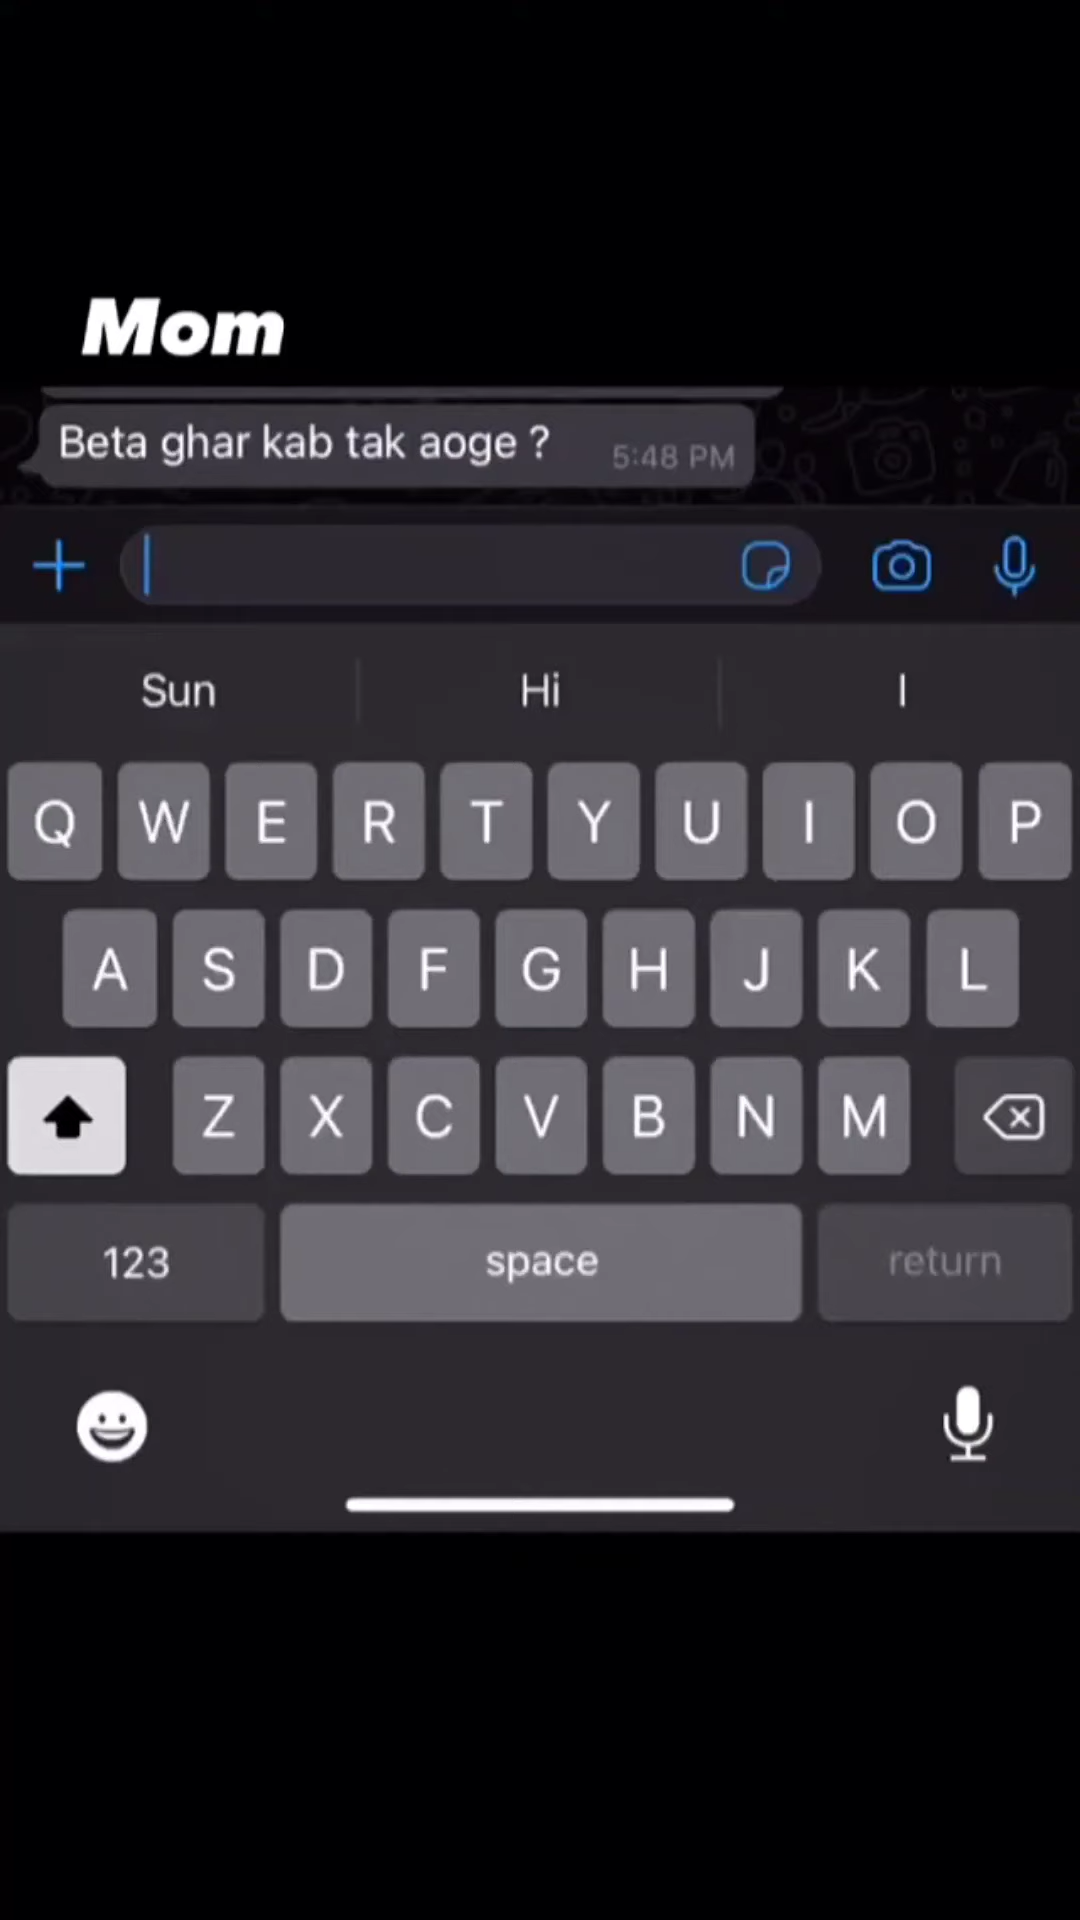 Mom
Beta ghar kab tak aoge ?
5:48 PM
Sun Hi I
Q W E R T Y U I O P
A S D F G H J K L
Z X C V B N M
123 space return